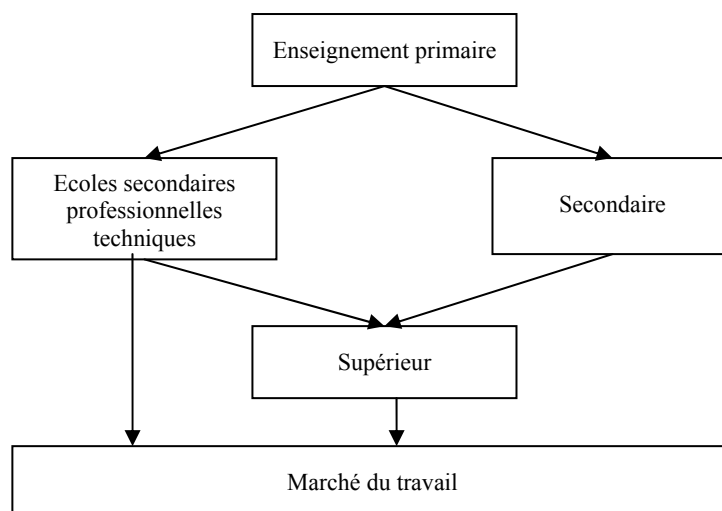 Enseignement primaire
Ecoles secondaires
professionnelles
techniques
Secondaire
Supérieur
Marché du travail